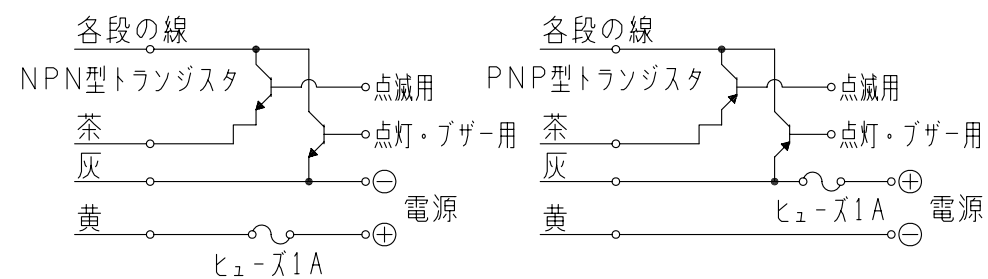 各段の線
NPN型トランジスタ
点滅用
茶
点灯・ブザー用
灰
⊖
電源
黄
⊕
ヒューズ1A
各段の線
PNP型トランジスタ
点滅用
茶
点灯・ブザー用
灰
⊕
ヒューズ1A
電源
黄
⊖